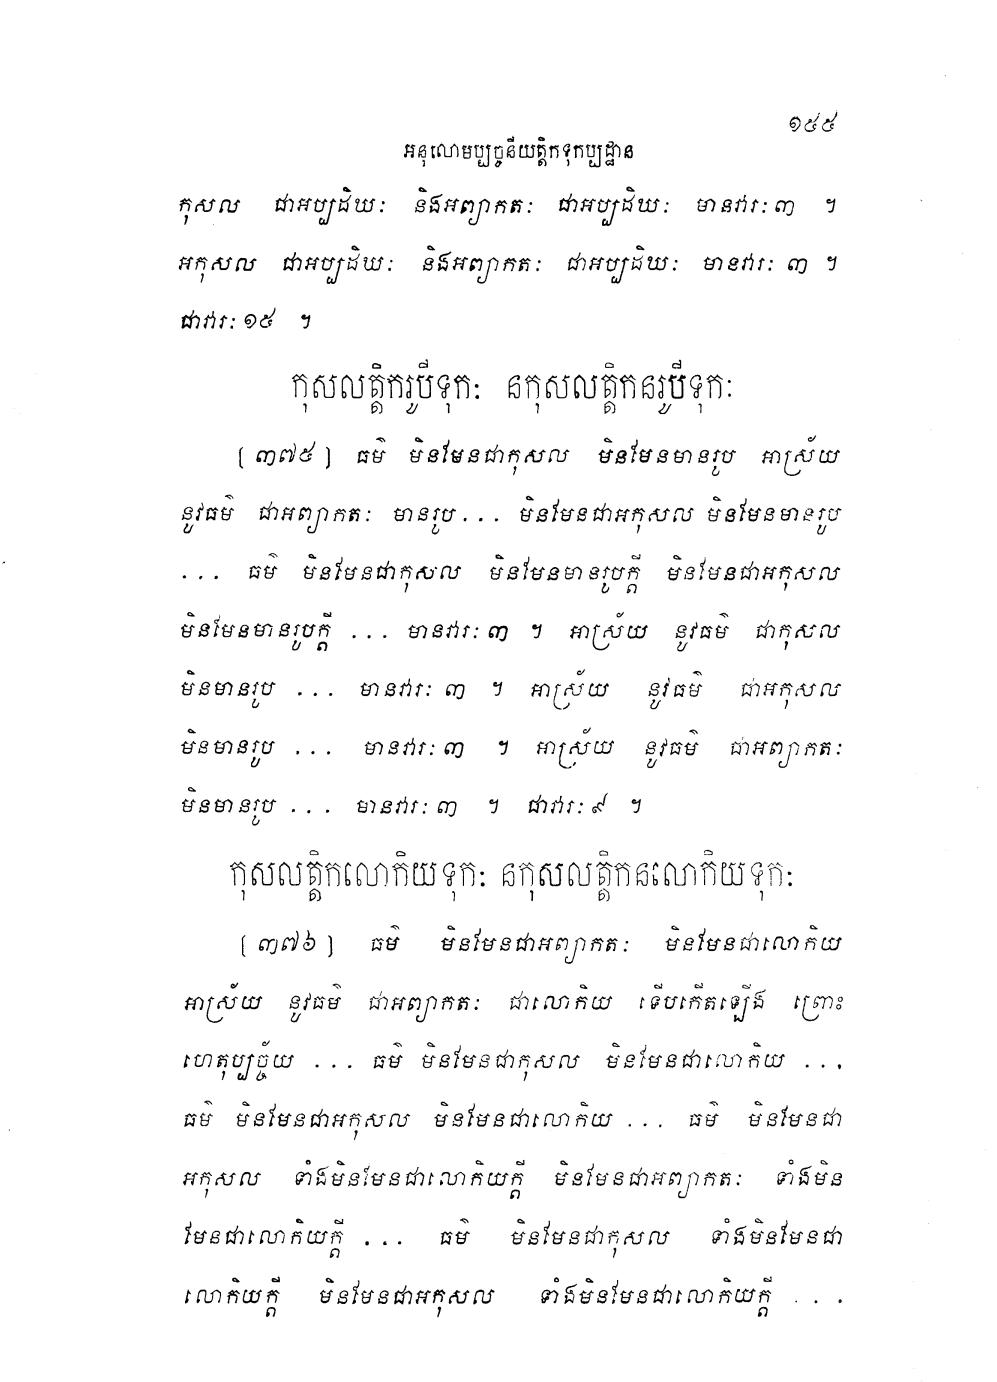 ១៥៥
អនុលោមប្បច្ចនីយត្តិកទុកប្បដ្ឋាន
កុសល ជាអប្បដិឃៈ និងអព្យាកតៈ ជាអប្បដិឃៈ មានវារៈ ៣ ។
អកុសល ជាអប្បដិឃៈ និងអព្យាកតៈ ជាអប្បដិឃៈ មានវារៈ ៣ ។
ជាវារៈ ១៥ ។
កុសលត្តិករូបីទុកៈ នកុសលត្តិកនរូបីទុកៈ
(៣៧៥) ធម៌ មិនមែនជាកុសល មិនមែនមានរូប អាស្រ័យ
នូវធម៌ ជាអព្យាកតៈ មានរូប... មិនមែនជាអកុសល មិនមែនមានរូប
... ធម៌ មិនមែនជាកុសល មិនមែនមានរូបក្តី មិនមែនជាអកុសល
មិនមែនមានរូបក្តី ... មានវារៈ ៣ ។ អាស្រ័យ នូវធម៌ ជាកុសល
មិនមានរូប ... មានវារៈ ៣ ។ អាស្រ័យ នូវធម៌ ជាអកុសល
មិនមានរូប ... មានវារៈ ៣ ។ អាស្រ័យ នូវធម៌ ជាអព្យាកតៈ
មិនមានរូប ... មានវារៈ ៣ ។ ជាវារៈ ៩ ។
កុសលត្តិកលោកិយទុកៈ នកុសលត្តិកនលោកិយទុកៈ
(៣៧៦) ធម៌ មិនមែនជាអព្យាកតៈ មិនមែនជាលោកិយ
អាស្រ័យ នូវធម៌ ជាអព្យាកតៈ ជាលោកិយ ទើបកើតឡើង ព្រោះ
ហេតុប្បច្ច័យ ... ធម៌ មិនមែនជាកុសល មិនមែនជាលោកិយ ...
ធម៌ មិនមែនជាអកុសល មិនមែនជាលោកិយ ... ធម៌ មិនមែនជា
អកុសល ទាំងមិនមែនជាលោកិយក្តី មិនមែនជាអព្យាកតៈ ទាំងមិន
មែនជាលោកិយក្តី ... ធម៌ មិនមែនជាកុសល ទាំងមិនមែនជា
លោកិយក្តី មិនមែនជាអកុសល ទាំងមិនមែនជាលោកិយក្តី ...